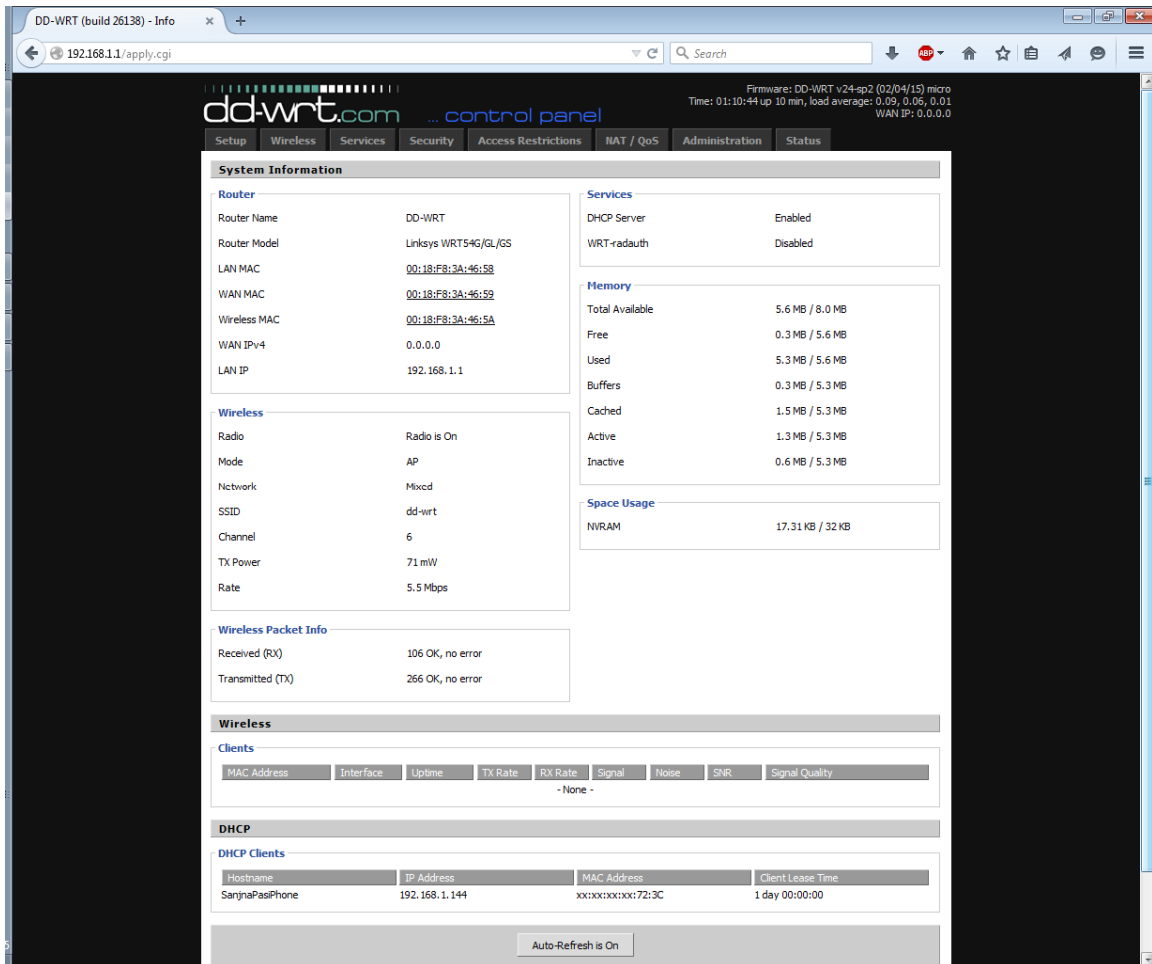 DD-WRT (build 26138) - Info
192.168.1.1/apply.cgi
Search
ABP
dd-wrt.com ... control panel
Firmware: DD-WRT v24-sp2 (02/04/15) micro
Time: 01:10:44 up 10 min, load average: 0.09, 0.06, 0.01
WAN IP: 0.0.0.0
Setup Wireless Services Security Access Restrictions NAT / QoS Administration Status
System Information
Router
Router Name DD-WRT
Router Model Linksys WRT54G/GL/GS
LAN MAC 00:18:F8:3A:46:58
WAN MAC 00:18:F8:3A:46:59
Wireless MAC 00:18:F8:3A:46:5A
WAN IPv4 0.0.0.0
LAN IP 192.168.1.1
Wireless
Radio Radio is On
Mode AP
Network Mixed
SSID dd-wrt
Channel 6
TX Power 71 mW
Rate 5.5 Mbps
Wireless Packet Info
Received (RX) 106 OK, no error
Transmitted (TX) 266 OK, no error
Services
DHCP Server Enabled
WRT-radauth Disabled
Memory
Total Available 5.6 MB / 8.0 MB
Free 0.3 MB / 5.6 MB
Used 5.3 MB / 5.6 MB
Buffers 0.3 MB / 5.3 MB
Cached 1.5 MB / 5.3 MB
Active 1.3 MB / 5.3 MB
Inactive 0.6 MB / 5.3 MB
Space Usage
NVRAM 17.31 KB / 32 KB
Wireless
Clients
MAC Address Interface Uptime TX Rate RX Rate Signal Noise SNR Signal Quality
- None -
DHCP
DHCP Clients
Hostname IP Address MAC Address Client Lease Time
SanjnaPasiPhone 192.168.1.144 xx:xx:xx:xx:72:3C 1 day 00:00:00
Auto-Refresh is On